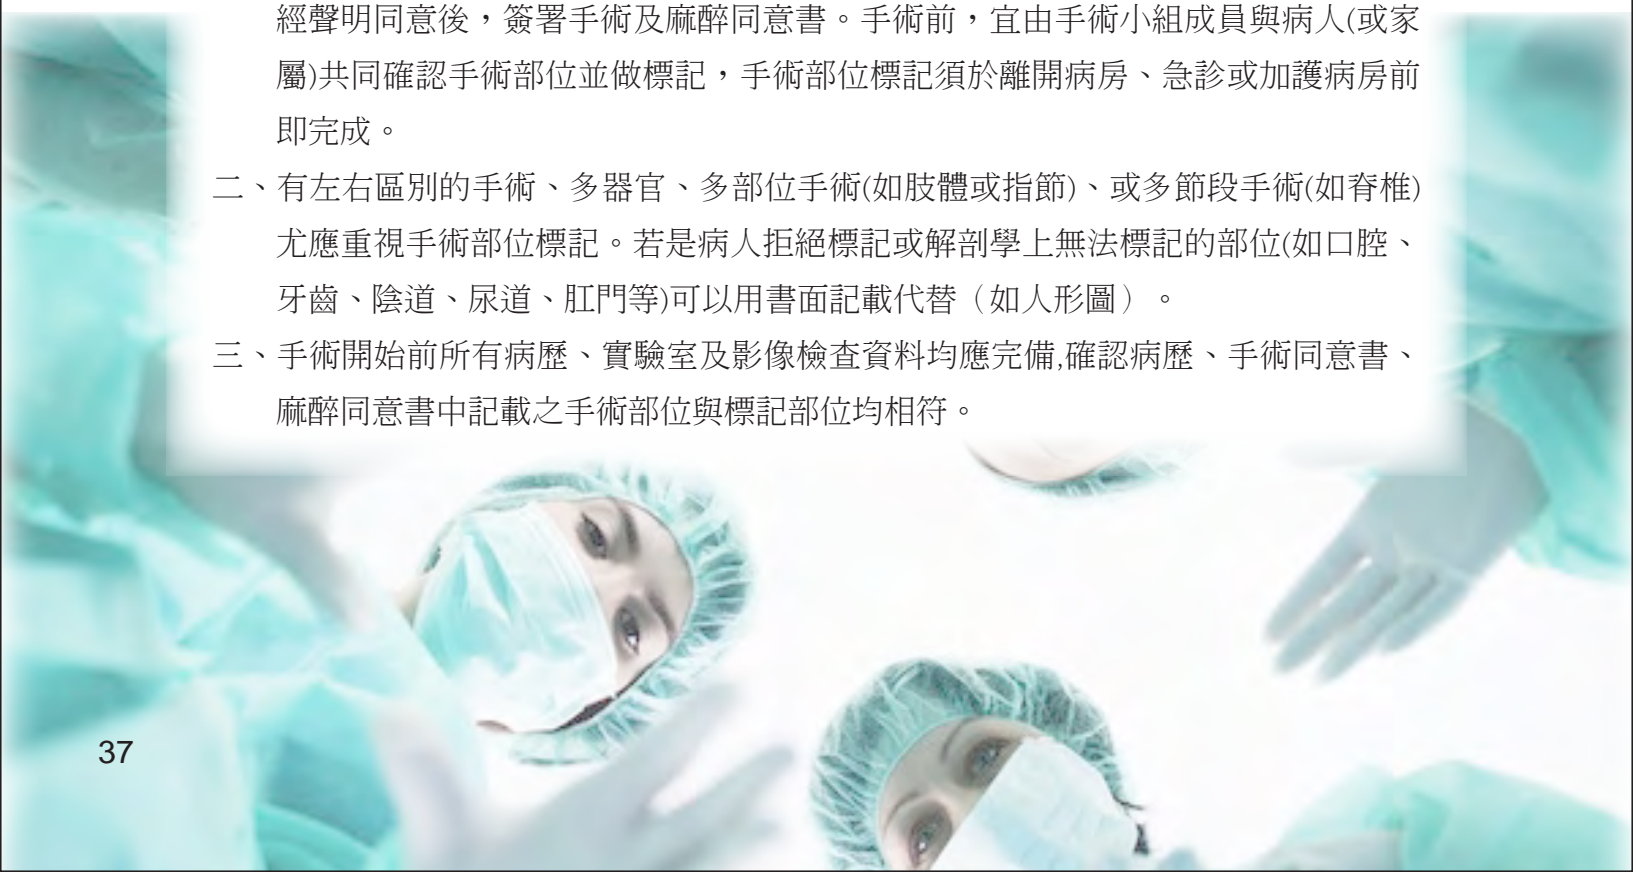 經聲明同意後，簽署手術及麻醉同意書。手術前，宜由手術小組成員與病人(或家
屬)共同確認手術部位並做標記，手術部位標記須於離開病房、急診或加護病房前
即完成。
二、有左右區別的手術、多器官、多部位手術(如肢體或指節)、或多節段手術(如脊椎)
尤應重視手術部位標記。若是病人拒絕標記或解剖學上無法標記的部位(如口腔、
牙齒、陰道、尿道、肛門等)可以用書面記載代替（如人形圖）。
三、手術開始前所有病歷、實驗室及影像檢查資料均應完備,確認病歷、手術同意書、
麻醉同意書中記載之手術部位與標記部位均相符。
37